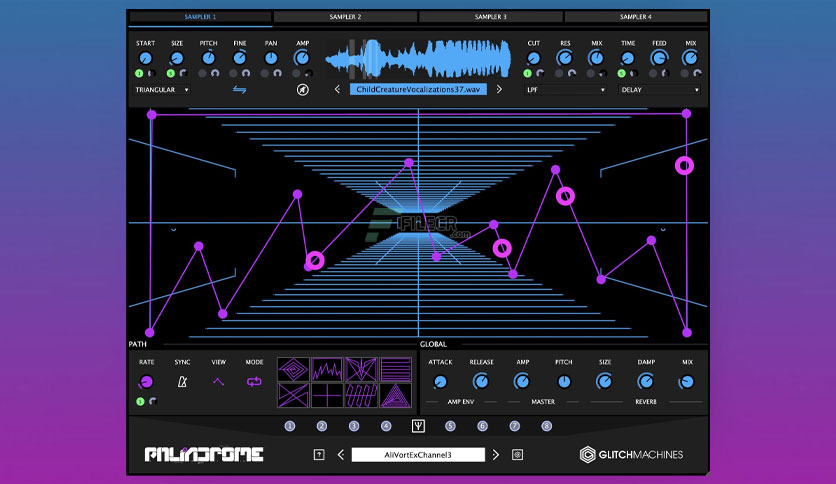 SAMPLER 1 SAMPLER 2 SAMPLER 3 SAMPLER 4
START SIZE PITCH FINE PAN AMP CUT RES MIX TIME FEED MIX
TRIANGULAR ChildCreatureVocalizations37.wav LPF DELAY
FILECR
.com
PATH GLOBAL
RATE SYNC VIEW MODE ATTACK RELEASE AMP PITCH SIZE DAMP MIX
AMP ENV MASTER REVERB
1 2 3 4 5 6 7 8
PALINDROME ? AliVortExChannel3 GLITCHMACHINES